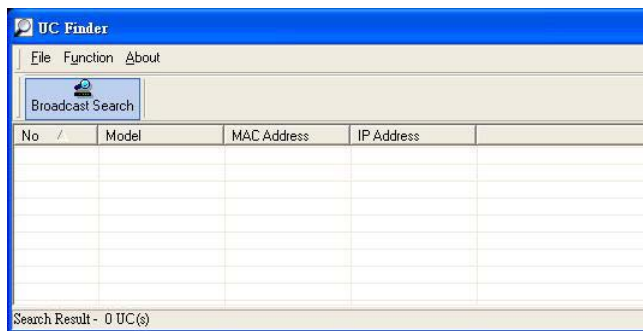 UC Finder
File Function About
Broadcast Search
No Model MAC Address IP Address
Search Result - 0 UC(s)